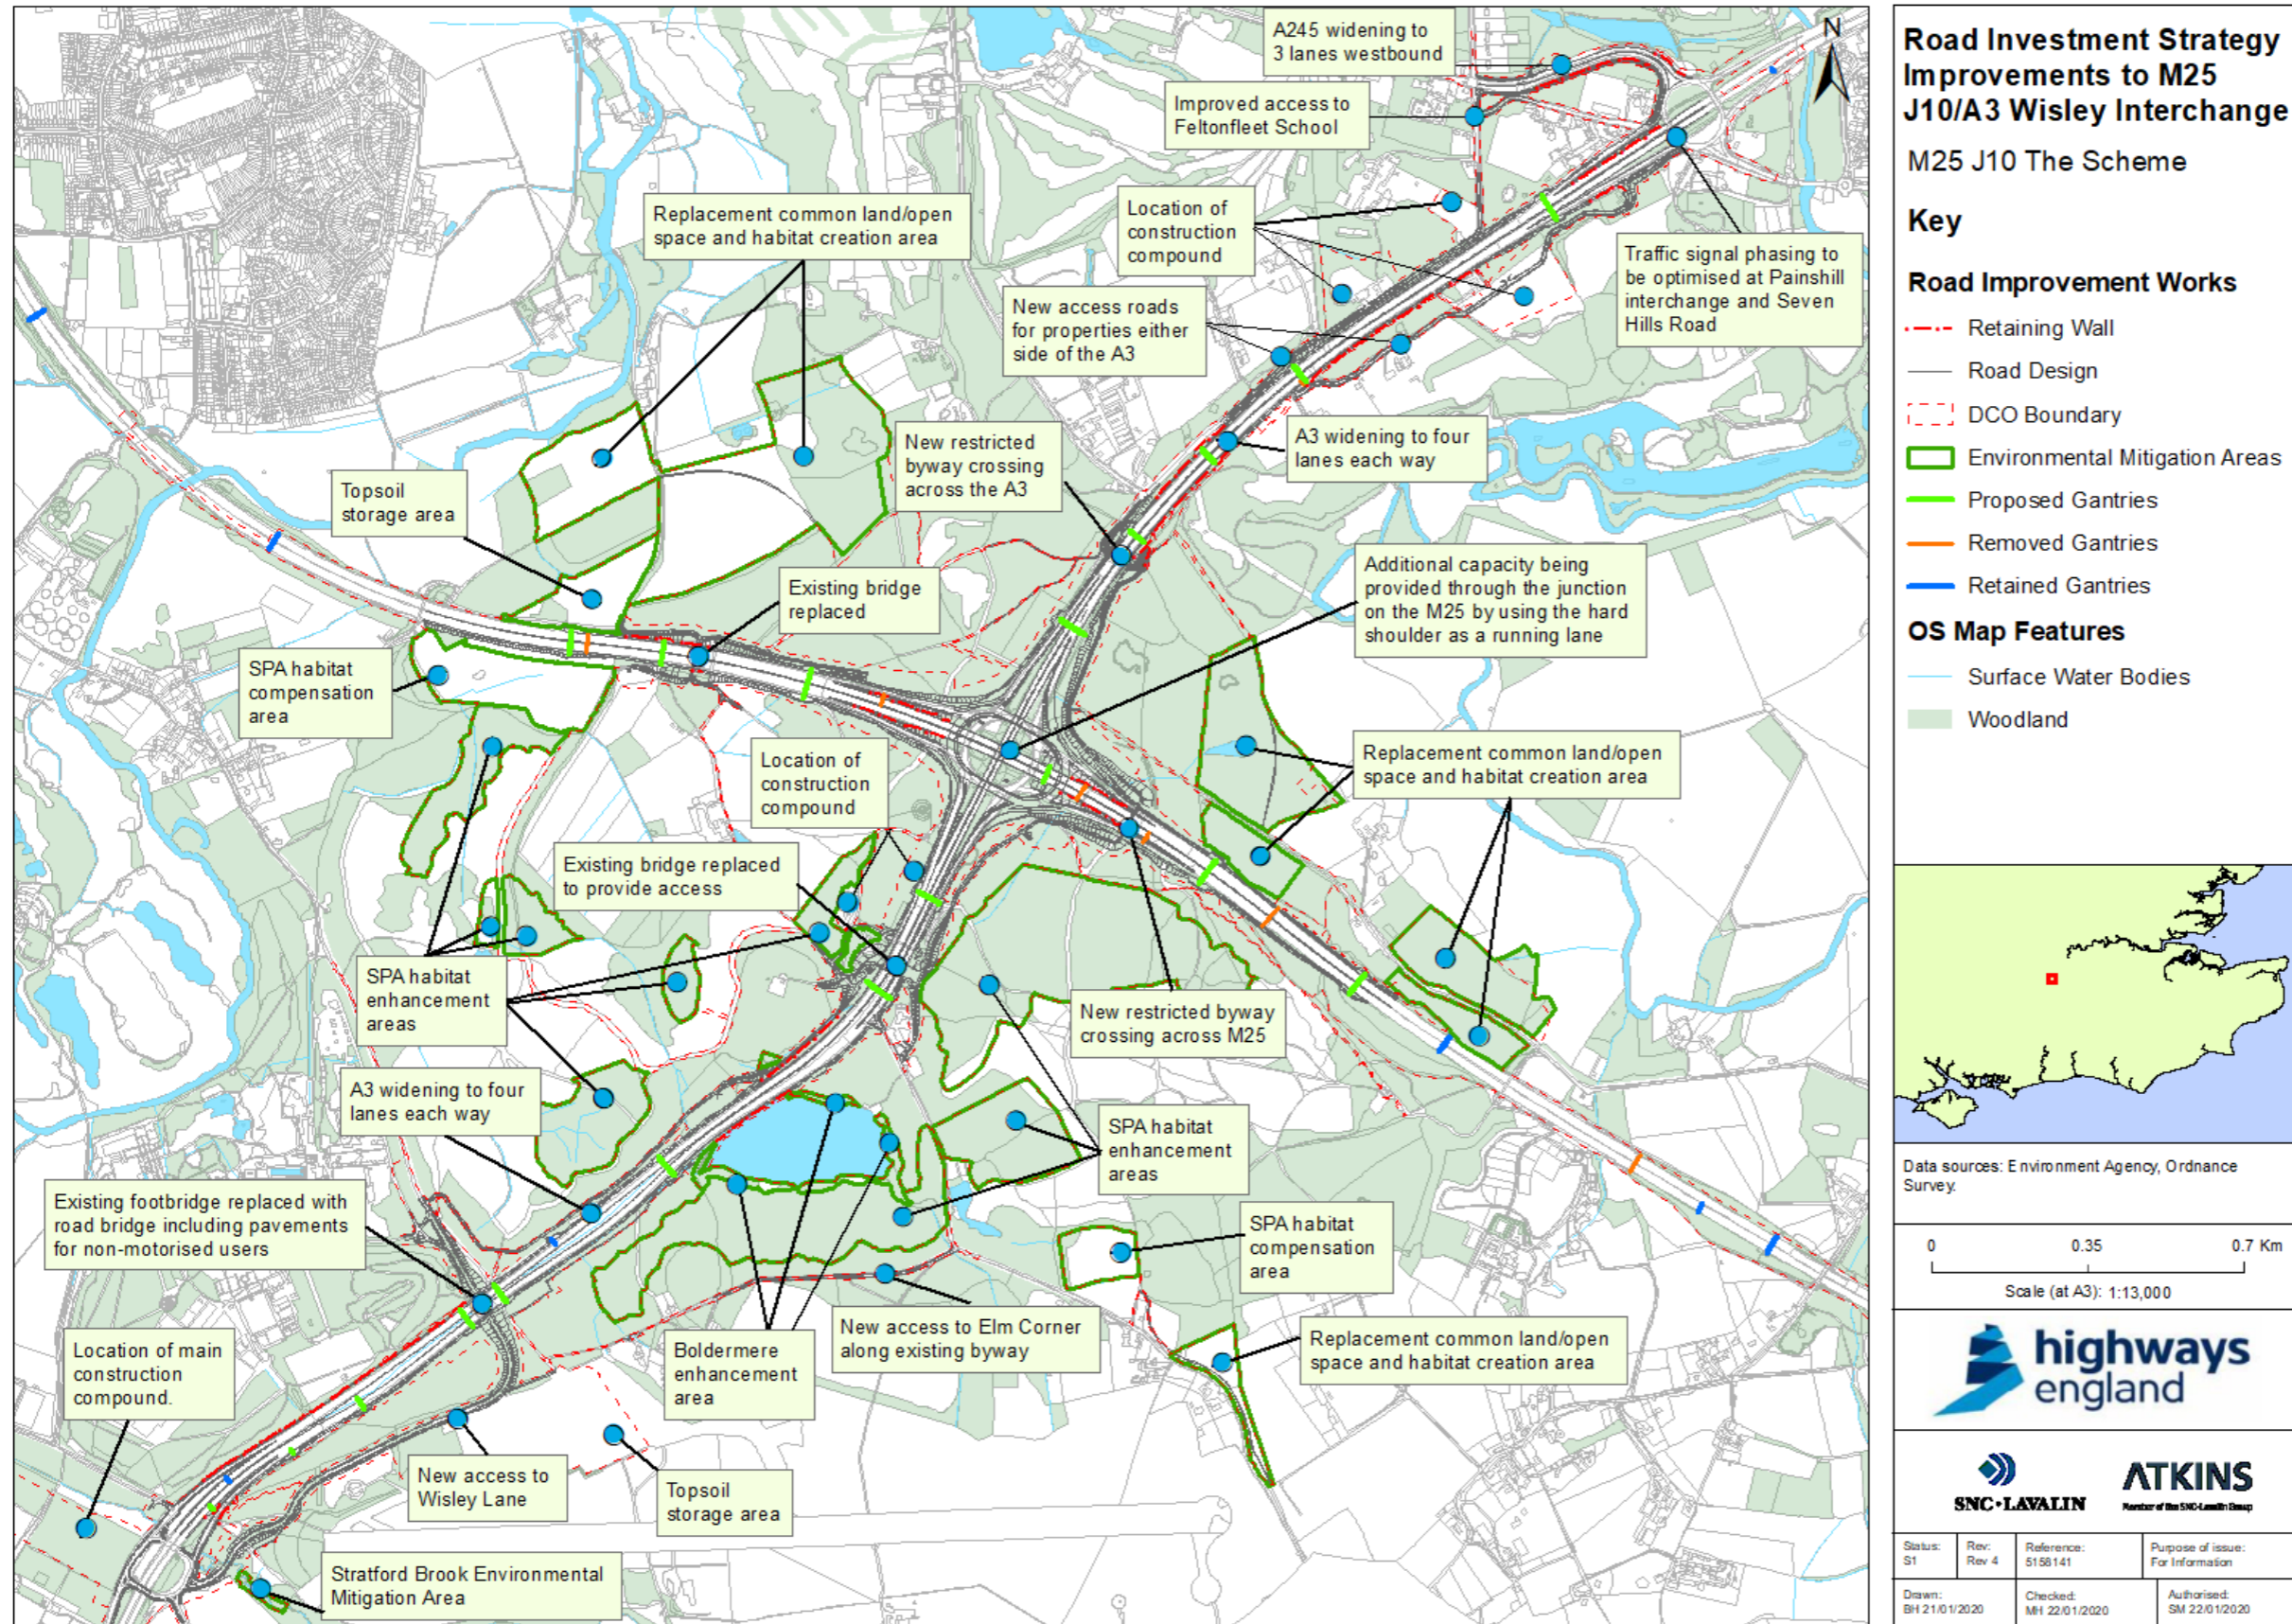 A245 widening to
3 lanes westbound
N
Improved access to
Feltonfleet School
Replacement common land/open
space and habitat creation area
Location of
construction
compound
Traffic signal phasing to
be optimised at Painshill
interchange and Seven
Hills Road
New access roads
for properties either
side of the A3
New restricted
byway crossing
across the A3
A3 widening to four
lanes each way
Topsoil
storage area
Existing bridge
replaced
Additional capacity being
provided through the junction
on the M25 by using the hard
shoulder as a running lane
SPA habitat
compensation
area
Location of
construction
compound
Replacement common land/open
space and habitat creation area
Existing bridge replaced
to provide access
SPA habitat
enhancement
areas
New restricted byway
crossing across M25
A3 widening to four
lanes each way
SPA habitat
enhancement
areas
Existing footbridge replaced with
road bridge including pavements
for non-motorised users
SPA habitat
compensation
area
Location of main
construction
compound.
Boldermere
enhancement
area
New access to Elm Corner
along existing byway
Replacement common land/open
space and habitat creation area
New access to
Wisley Lane
Topsoil
storage area
Stratford Brook Environmental
Mitigation Area
Road Investment Strategy
Improvements to M25
J10/A3 Wisley Interchange
M25 J10 The Scheme
Key
Road Improvement Works
Retaining Wall
Road Design
DCO Boundary
Environmental Mitigation Areas
Proposed Gantries
Removed Gantries
Retained Gantries
OS Map Features
Surface Water Bodies
Woodland
Data sources: Environment Agency, Ordnance
Survey.
0 0.35 0.7 Km
Scale (at A3): 1:13,000
highways
england
SNC•LAVALIN
ATKINS
Member of the SNC-Lavalin Group
Status:
S1
Rev:
Rev 4
Reference:
5158141
Purpose of issue:
For Information
Drawn:
BH 21/01/2020
Checked:
MH 22/01/2020
Authorised:
SM 22/01/2020